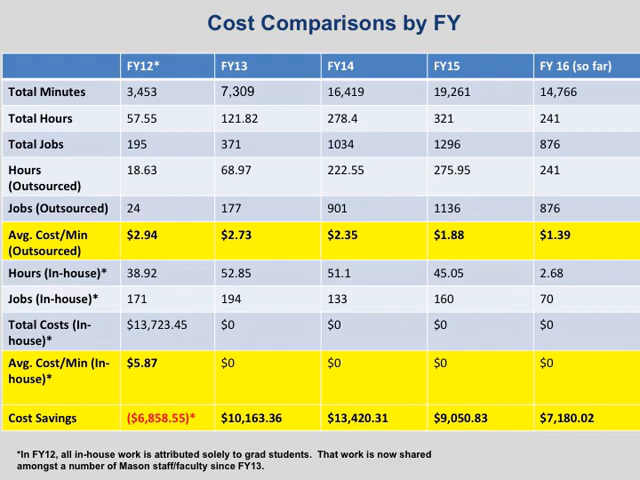 Cost Comparisons by FY
FY12* FY13 FY14 FY15 FY 16 (so far)
Total Minutes 3,453 7,309 16,419 19,261 14,766
Total Hours 57.55 121.82 278.4 321 241
Total Jobs 195 371 1034 1296 876
Hours 18.63 68.97 222.55 275.95 241
(Outsourced)
Jobs (Outsourced) 24 177 901 1136 876
Avg. Cost/Min $2.94 $2.73 $2.35 $1.88 $1.39
(Outsourced)
Hours (In-house)* 38.92 52.85 51.1 45.05 2.68
Jobs (In-house)* 171 194 133 160 70
Total Costs (In- $13,723.45 $0 $0 $0 $0
house)*
Avg. Cost/Min (In- $5.87 $0 $0 $0 $0
house)*
Cost Savings ($6,858.55)* $10,163.36 $13,420.31 $9,050.83 $7,180.02
*In FY12, all in-house work is attributed solely to grad students.  That work is now shared
amongst a number of Mason staff/faculty since FY13.